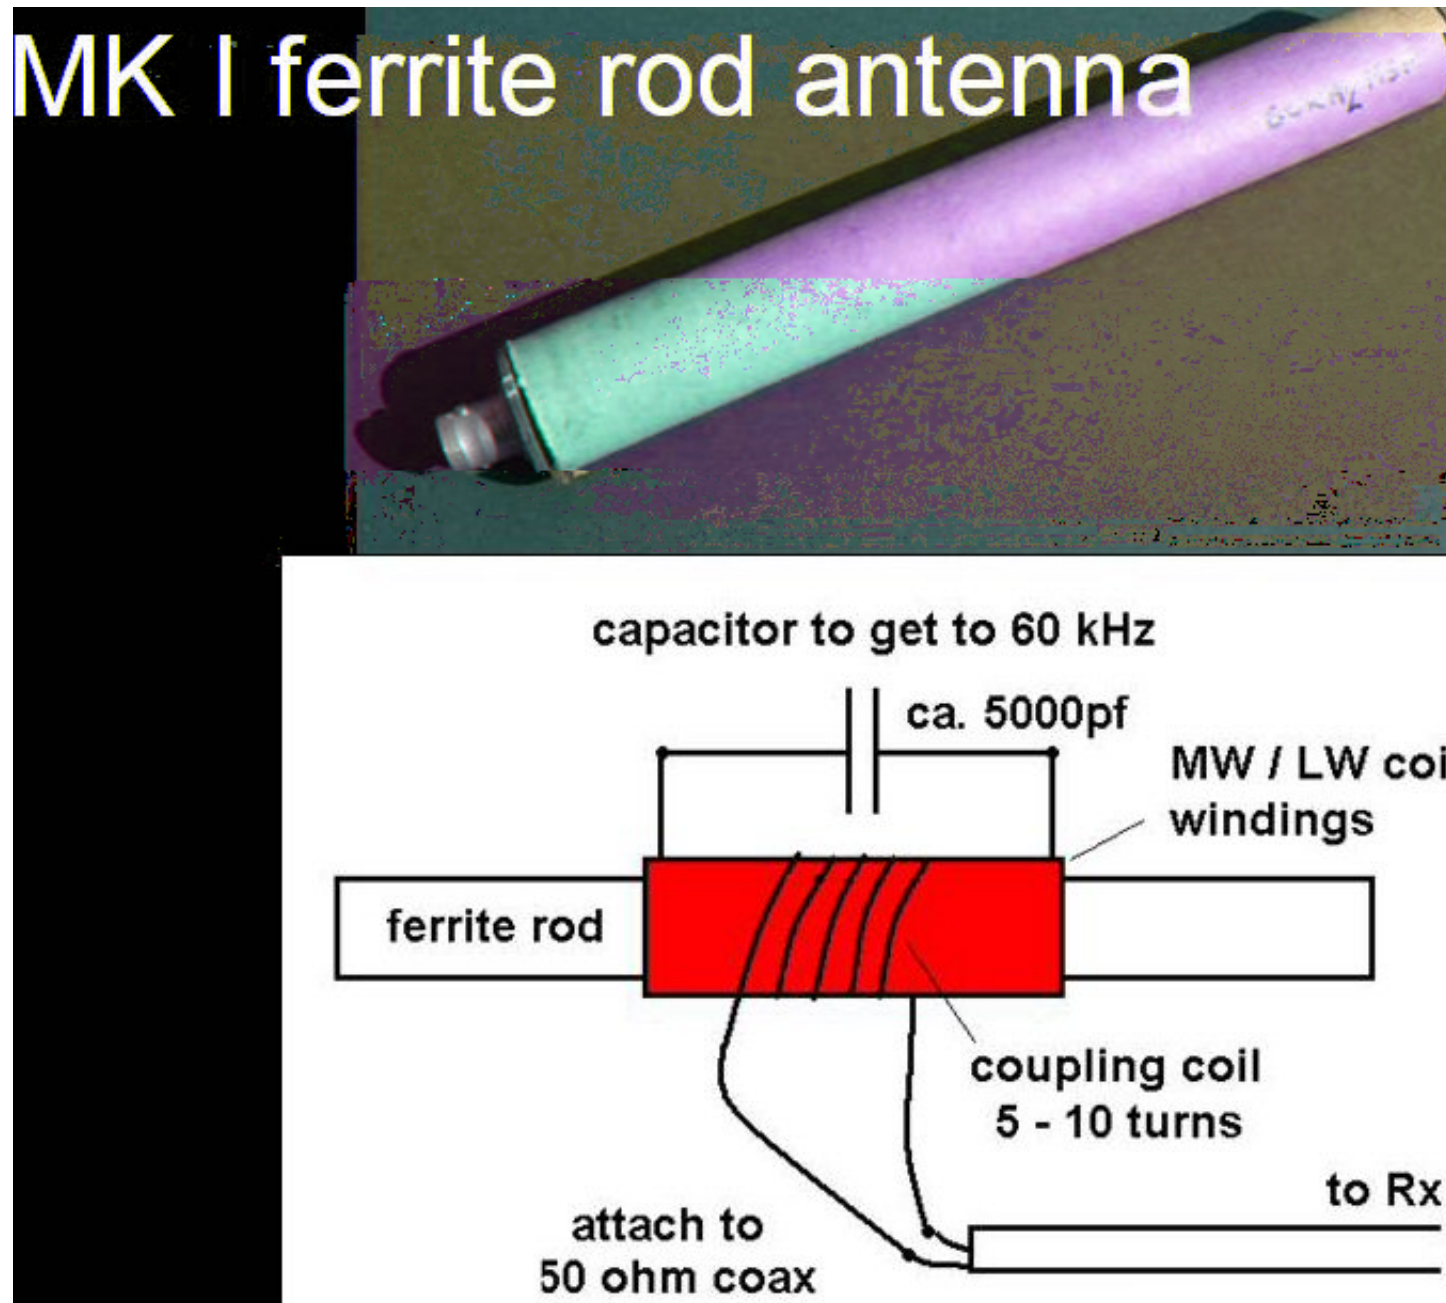 MK I ferrite rod antenna
capacitor to get to 60 kHz
ca. 5000pf
MW / LW coi
windings
ferrite rod
coupling coil
5 - 10 turns
to Rx
attach to
50 ohm coax